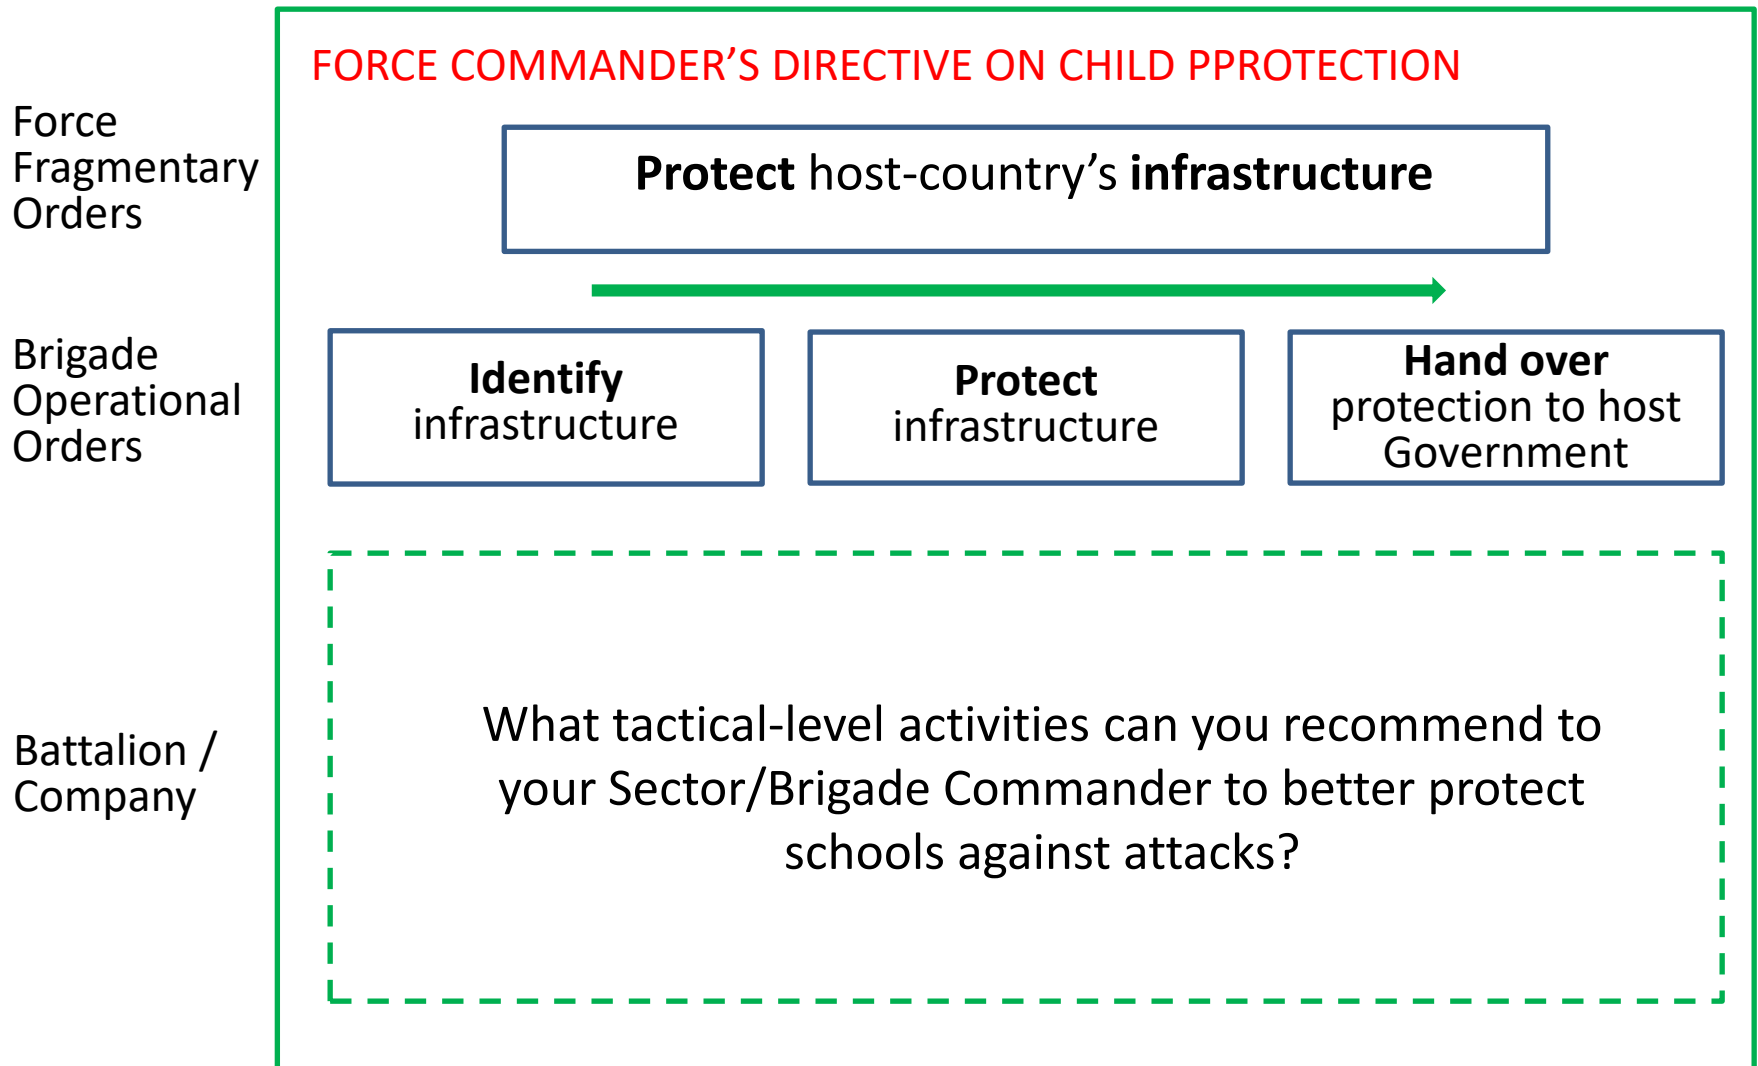 FORCE COMMANDER’S DIRECTIVE ON CHILD PPROTECTION
Force
Fragmentary
Orders
Protect host-country’s infrastructure
Brigade
Operational
Orders
Identify
infrastructure
Protect
infrastructure
Hand over
protection to host
Government
Battalion /
Company
What tactical-level activities can you recommend to
your Sector/Brigade Commander to better protect
schools against attacks?